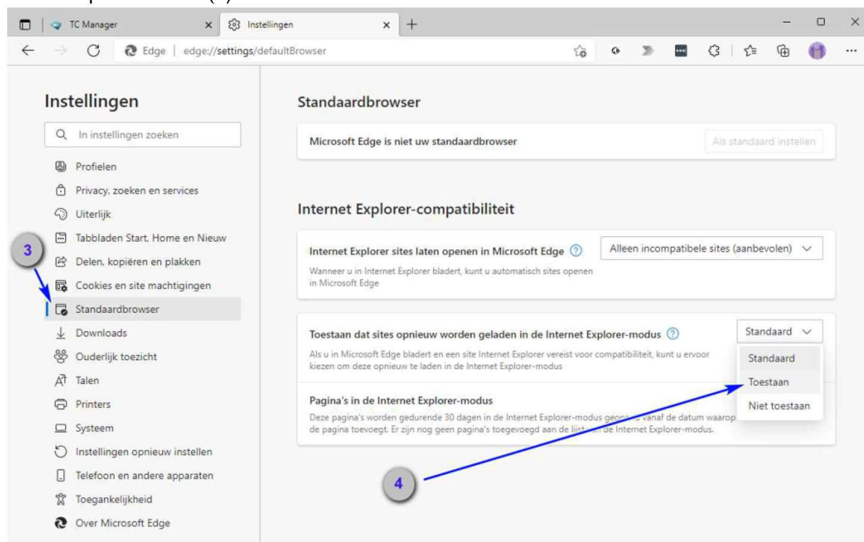 TC Manager
Instellingen
Edge | edge://settings/defaultBrowser
Instellingen
In instellingen zoeken
Profielen
Privacy, zoeken en services
Uiterlijk
Tabbladen Start, Home en Nieuw
Delen, kopiëren en plakken
Cookies en site machtigingen
Standaardbrowser
Downloads
Ouderlijk toezicht
Talen
Printers
Systeem
Instellingen opnieuw instellen
Telefoon en andere apparaten
Toegankelijkheid
Over Microsoft Edge
3
Standaardbrowser
Microsoft Edge is niet uw standaardbrowser
Als standaard instellen
Internet Explorer-compatibiliteit
Internet Explorer sites laten openen in Microsoft Edge
Alleen incompatibele sites (aanbevolen)
Wanneer u in Internet Explorer bladert, kunt u automatisch sites openen
in Microsoft Edge
Toestaan dat sites opnieuw worden geladen in de Internet Explorer-modus
Standaard
Als u in Microsoft Edge bladert en een site Internet Explorer vereist voor compatibiliteit, kunt u ervoor
kiezen om deze opnieuw te laden in de Internet Explorer-modus
Standaard
Toestaan
Niet toestaan
Pagina's in de Internet Explorer-modus
Deze pagina's worden gedurende 30 dagen in de Internet Explorer-modus vanaf de datum waarop
de pagina toevoegt. Er zijn nog geen pagina's toegevoegd aan de lijst de Internet Explorer-modus.
4